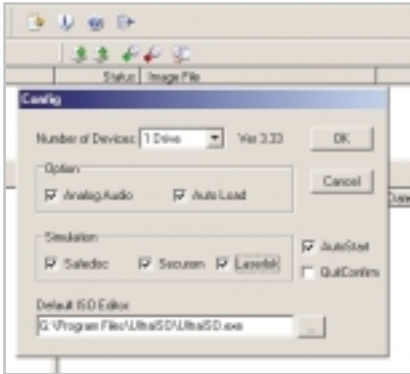 Status Image File
Config
Number of Devices: 1 Drive Ver 3.33 OK
Option
Analog Audio Auto Load Cancel
Simulation
Safedisc Securom Laserlok AutoStart
QuitConfirm
Default ISO Editor
G:\Program Files\UltraISO\UltraISO.exe ...